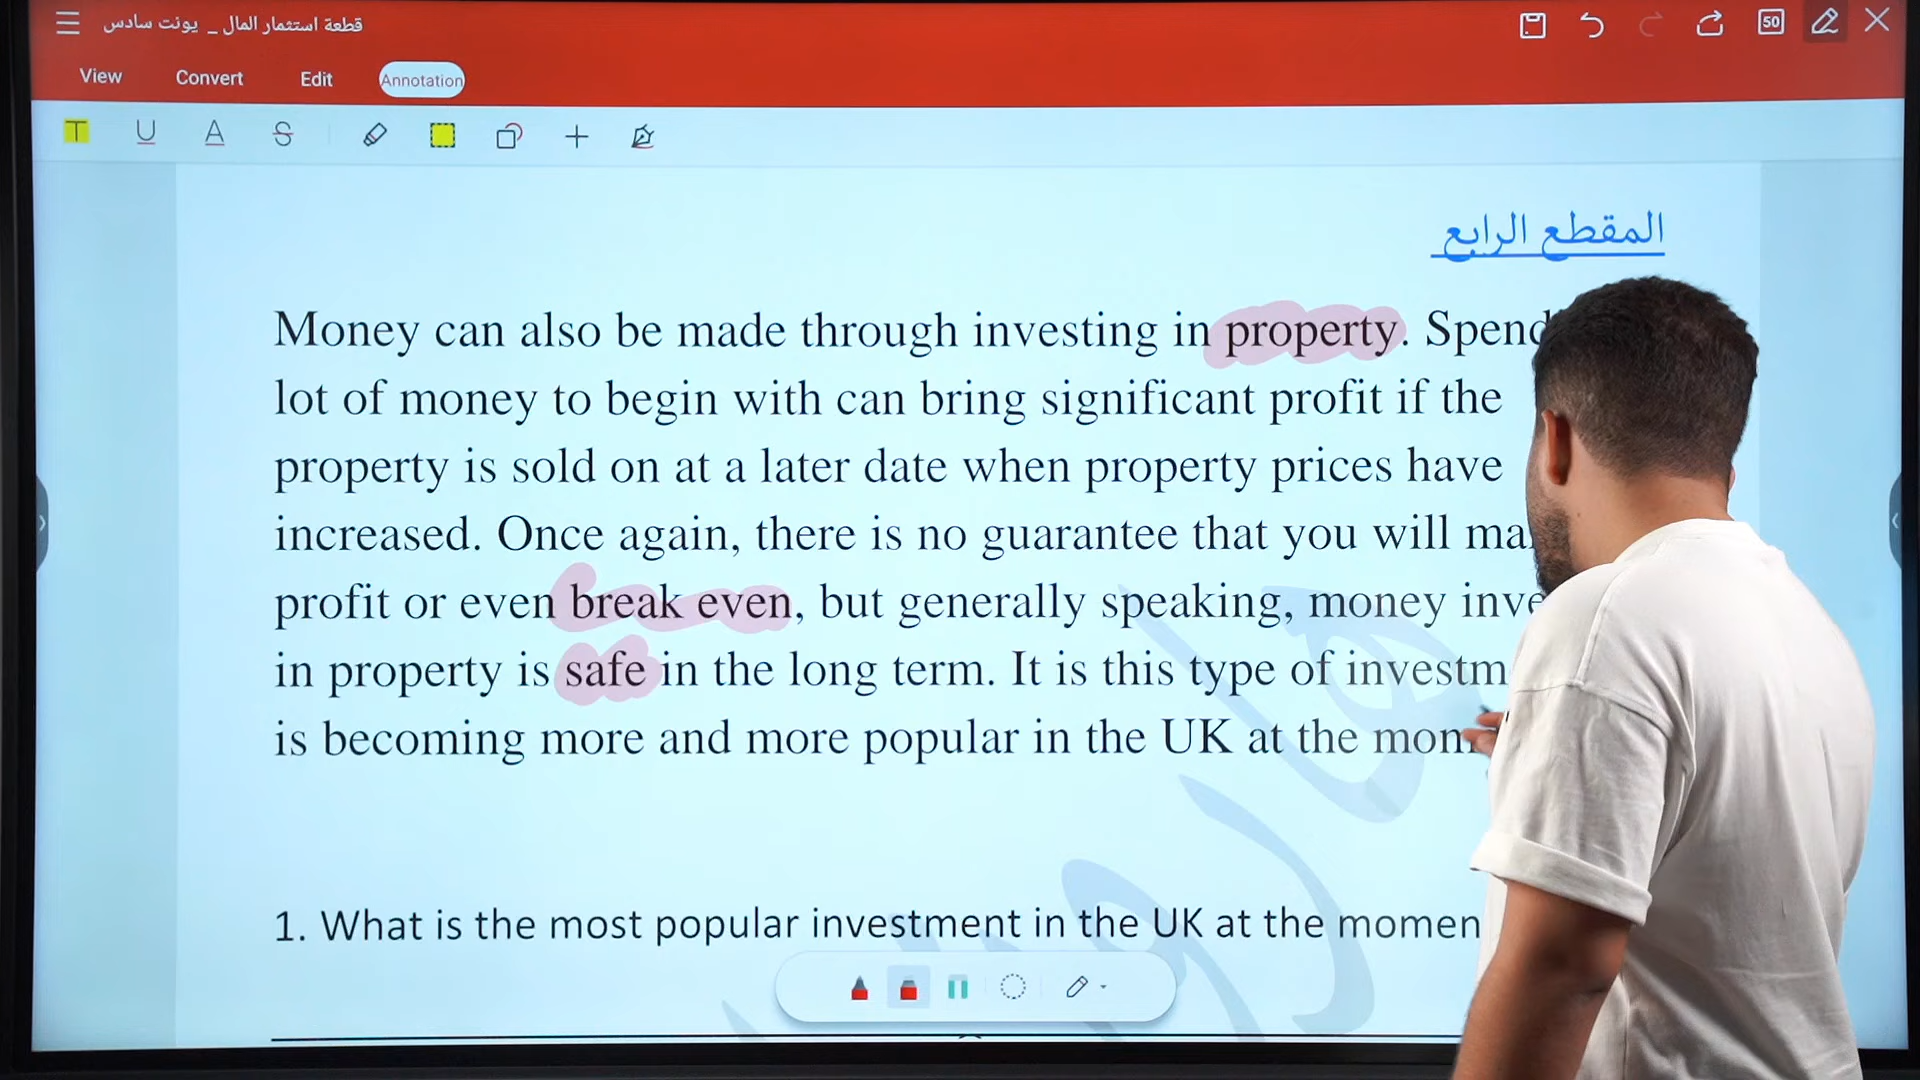 قطعة استثمار المال _ يونت سادس
50
View Convert Edit Annotation
T U A S
المقطع الرابع
Money can also be made through investing in property. Spend
lot of money to begin with can bring significant profit if the
property is sold on at a later date when property prices have
increased. Once again, there is no guarantee that you will ma
profit or even break even, but generally speaking, money inve
in property is safe in the long term. It is this type of investm
is becoming more and more popular in the UK at the mom
1. What is the most popular investment in the UK at the momen